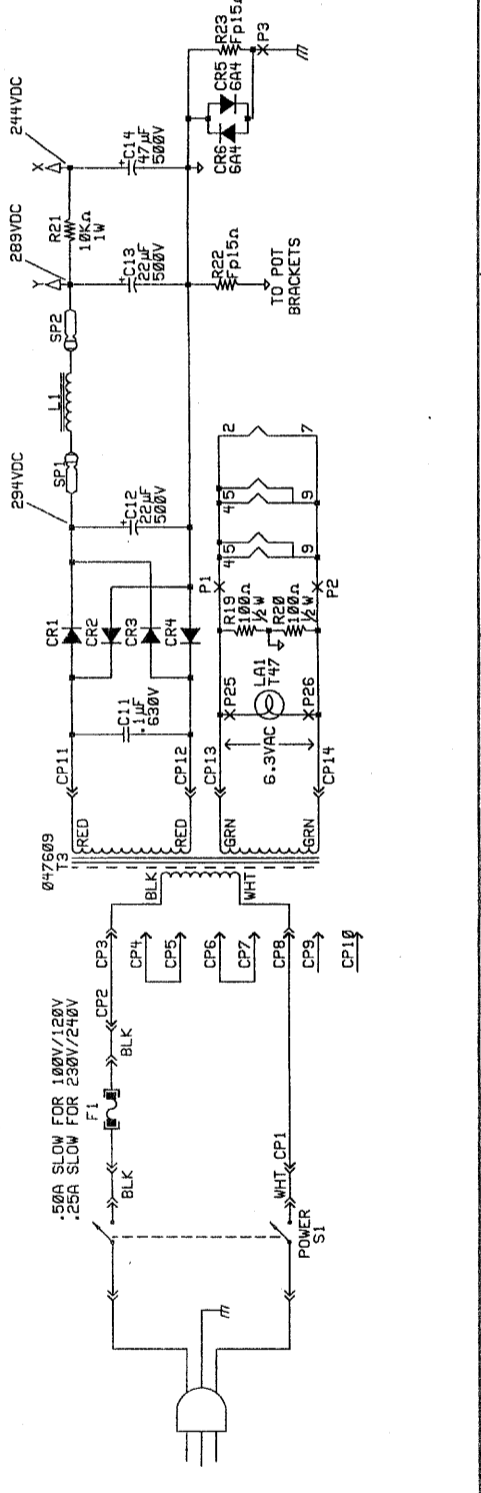 .50A SLOW FOR 100V/120V
.25A SLOW FOR 230V/240V
F1
BLK
BLK
CP2
CP3
CP4
CP5
CP6
CP7
CP8
CP9
CP10
WHT
CP1
POWER
S1
047609
T3
BLK
WHT
RED
RED
GRN
GRN
CP11
CP12
CP13
CP14
C11
.1µF
630V
CR1
CR2
CR3
CR4
294VDC
+C12
22µF
500V
SP1
L1
SP2
289VDC
Y
R21
10KΩ
1W
244VDC
X
+C13
22µF
500V
+C14
47µF
500V
R22
Fp15Ω
TO POT
BRACKETS
CR6
6A4
CR5
6A4
R23
Fp15Ω
P3
6.3VAC
P25
LA1
T47
P26
R19
100Ω
½W
R20
100Ω
½W
P1
P2
4
5
9
4
5
9
2
7